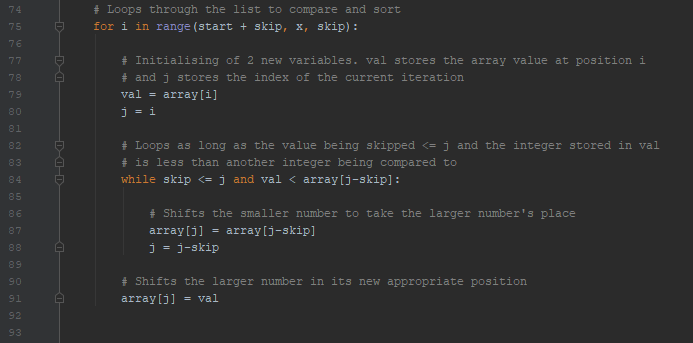 74 # Loops through the list to compare and sort
75 for i in range(start + skip, x, skip):
76
77 # Initialising of 2 new variables. val stores the array value at position i
78 # and j stores the index of the current iteration
79 val = array[i]
80 j = i
81
82 # Loops as long as the value being skipped <= j and the integer stored in val
83 # is less than another integer being compared to
84 while skip <= j and val < array[j-skip]:
85
86 # Shifts the smaller number to take the larger number's place
87 array[j] = array[j-skip]
88 j = j-skip
89
90 # Shifts the larger number in its new appropriate position
91 array[j] = val
92
93